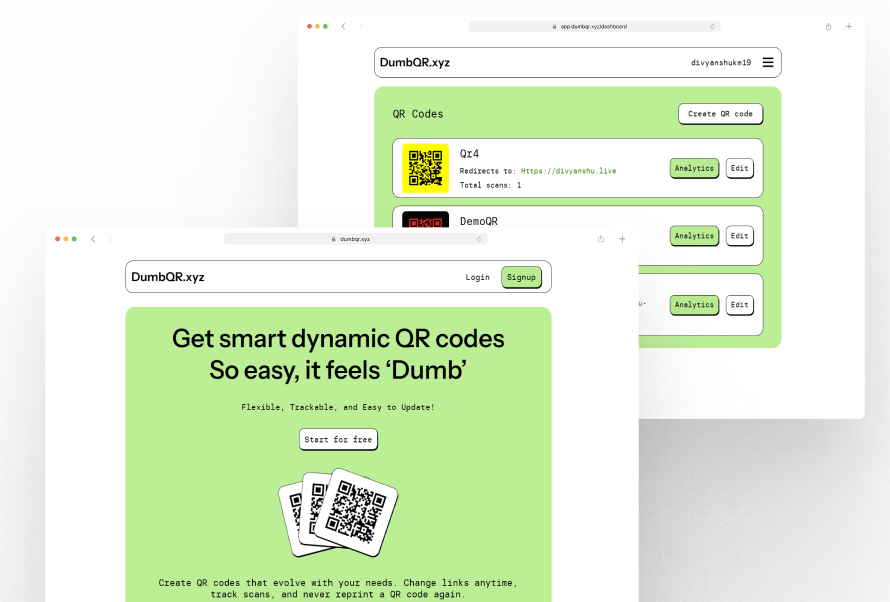 app.dumbqr.xyz/dashboard
DumbQR.xyz
divyanshukm19
QR Codes
Create QR code
Qr4
Redirects to: Https://divyanshu.live
Total scans: 1
Analytics
Edit
DemoQR
Analytics
Edit
u-
Analytics
Edit
dumbqr.xyz
DumbQR.xyz
Login
Signup
Get smart dynamic QR codes
So easy, it feels ‘Dumb’
Flexible, Trackable, and Easy to Update!
Start for free
Create QR codes that evolve with your needs. Change links anytime,
track scans, and never reprint a QR code again.